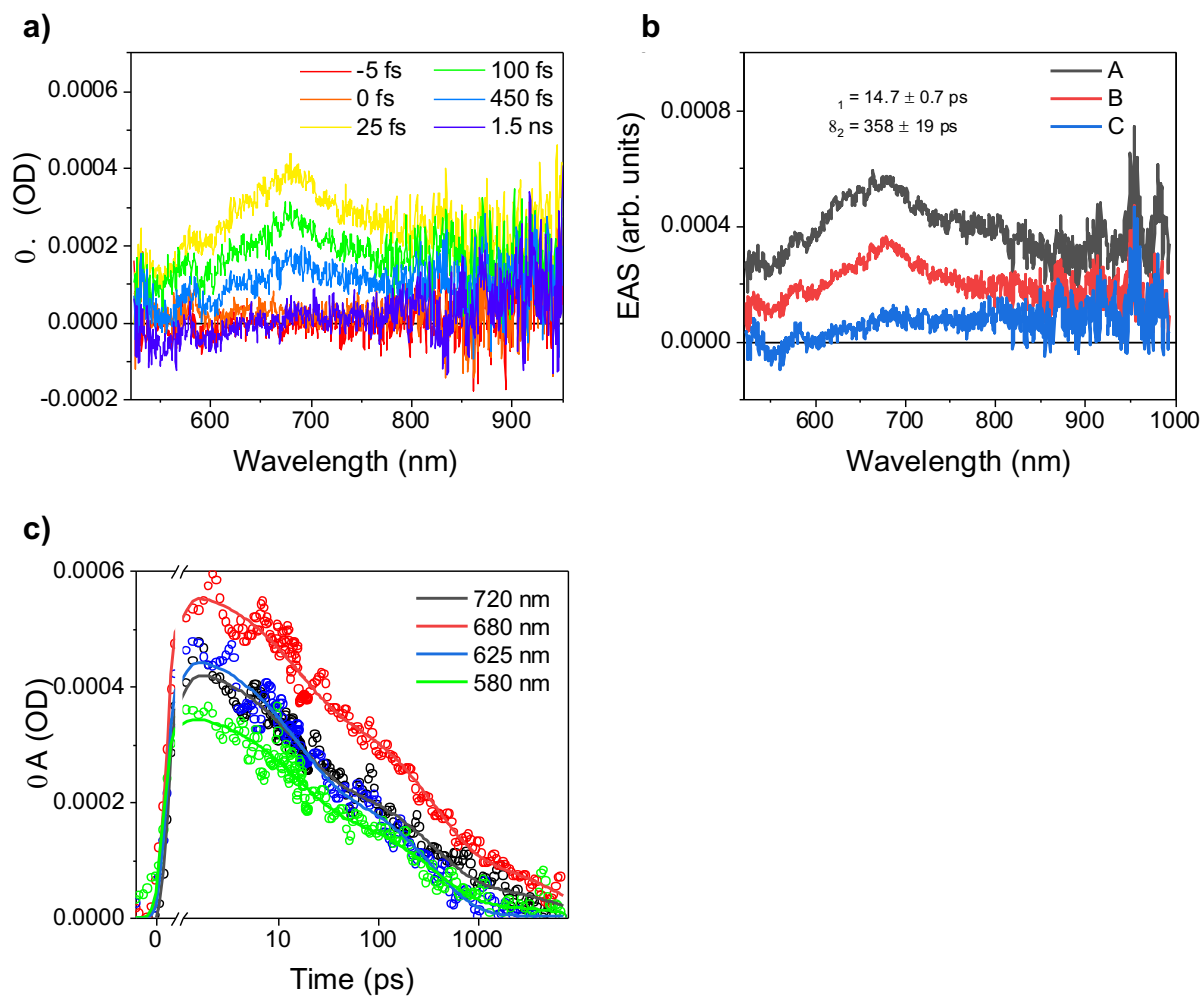 a)
-5 fs
0 fs
25 fs
100 fs
450 fs
1.5 ns
0. (OD)
0.0006
0.0004
0.0002
0.0000
-0.0002
600
700
800
900
Wavelength (nm)
b)
A
B
C
₁ = 14.7 ± 0.7 ps
8₂ = 358 ± 19 ps
EAS (arb. units)
0.0008
0.0004
0.0000
600
700
800
900
1000
Wavelength (nm)
c)
720 nm
680 nm
625 nm
580 nm
0 A (OD)
0.0006
0.0004
0.0002
0.0000
0
10
100
1000
Time (ps)